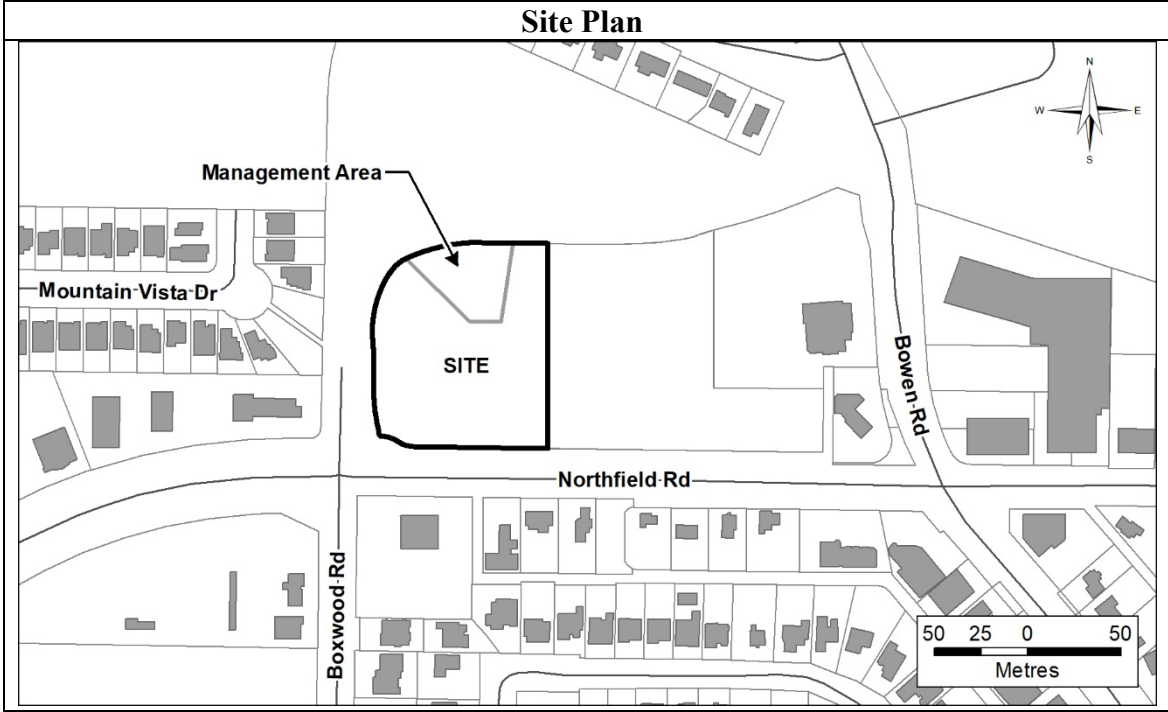 Site Plan
N
W E
S
Management Area
Mountain Vista Dr
SITE
Bowen Rd
Northfield Rd
Boxwood Rd
50 25 0 50
Metres